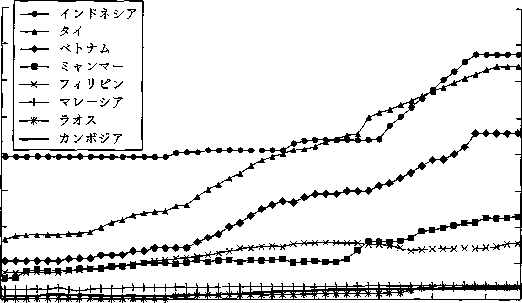 インドネシア
タイ
ベトナム
ミャンマー
フィリピン
マレーシア
ラオス
カンボジア